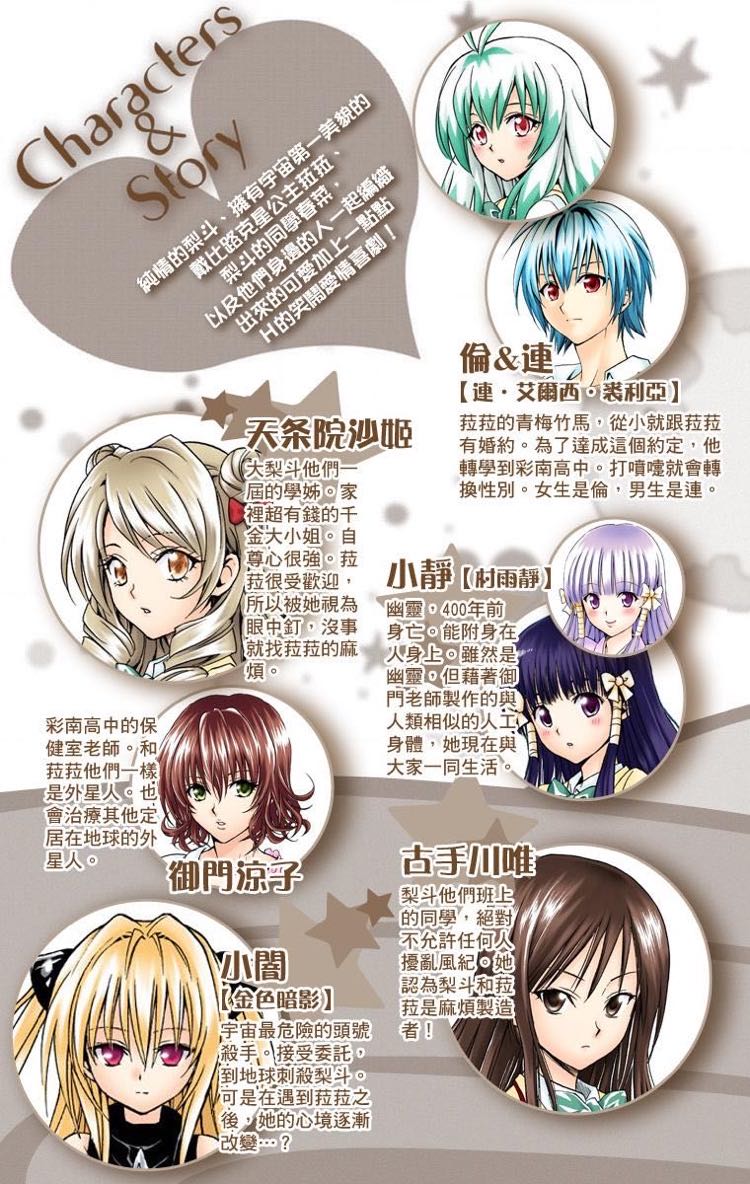 Characters
&
Story
純情的梨斗、擁有宇宙第一美貌的
戴比路克星公主菈菈、
梨斗的同學春菜，
以及他們身邊的人一起編織
出來的可愛加上一點點
H的笑鬧愛情喜劇！
倫&連
【連·艾爾西·裘利亞】
菈菈的青梅竹馬，從小就跟菈菈
有婚約。為了達成這個約定，他
轉學到彩南高中。打噴嚏就會轉
換性別。女生是倫，男生是連。
天条院沙姬
大梨斗他們一
屆的學姊。家
裡超有錢的千
金大小姐。自
尊心很強。菈
菈很受歡迎，
所以被她視為
眼中釘，沒事
就找菈菈的麻
煩。
小靜【村雨靜】
幽靈，400年前
身亡。能附身在
人身上。雖然是
幽靈，但藉著御
門老師製作的與
人類相似的人工
身體，她現在與
大家一同生活。
彩南高中的保
健室老師。和
菈菈他們一樣
是外星人。也
會治療其他定
居在地球的外
星人。
御門涼子
古手川唯
梨斗他們班上
的同學，絕對
不允許任何人
擾亂風紀。她
認為梨斗和菈
菈是麻煩製造
者！
小闇
【金色暗影】
宇宙最危險的頭號
殺手。接受委託，
到地球刺殺梨斗。
可是在遇到菈菈之
後，她的心境逐漸
改變…？